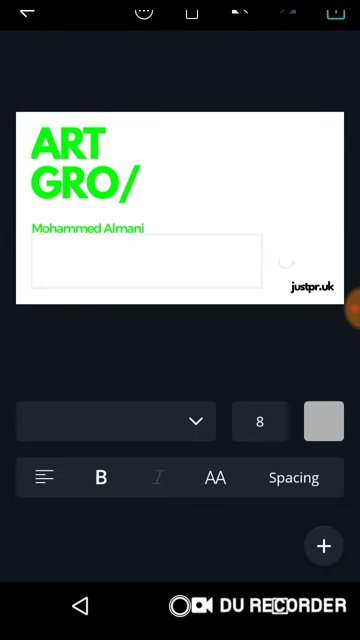 ART
GRO/
Mohammed Almani
justpr.uk
8
B
I
AA
Spacing
+
DU RECORDER